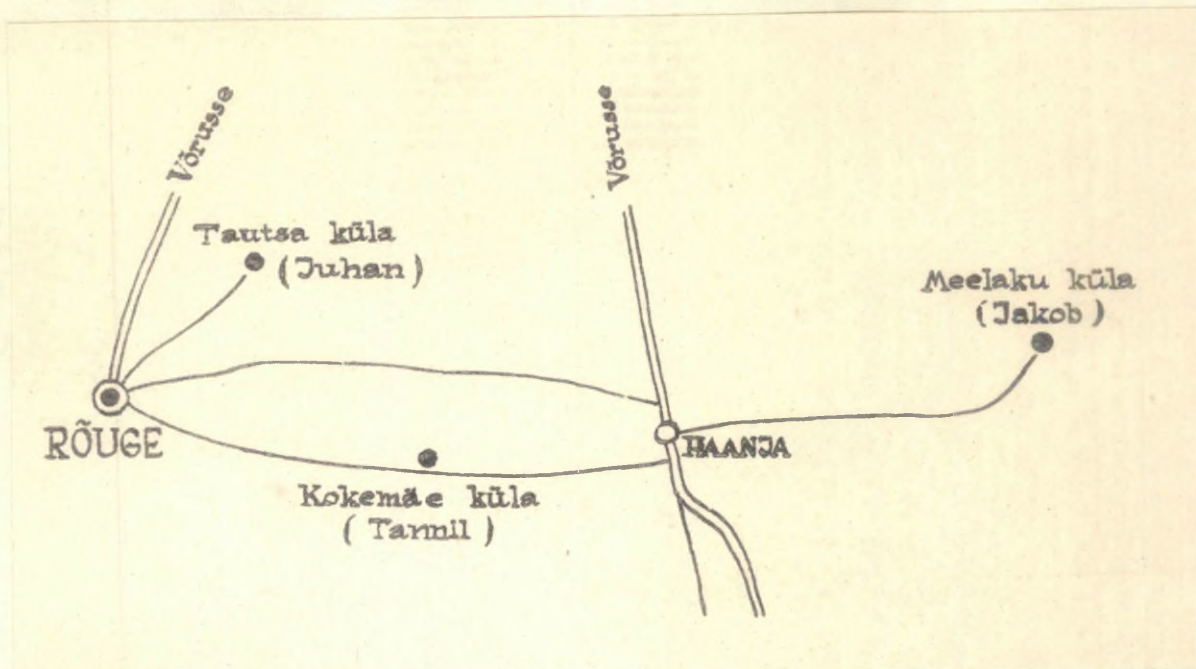 Võrusse
Võrusse
Tautsa küla
(Juhan)
Meelaku küla
(Jakob)
RÕUGE
HAANJA
Kokemäe küla
(Tannil)